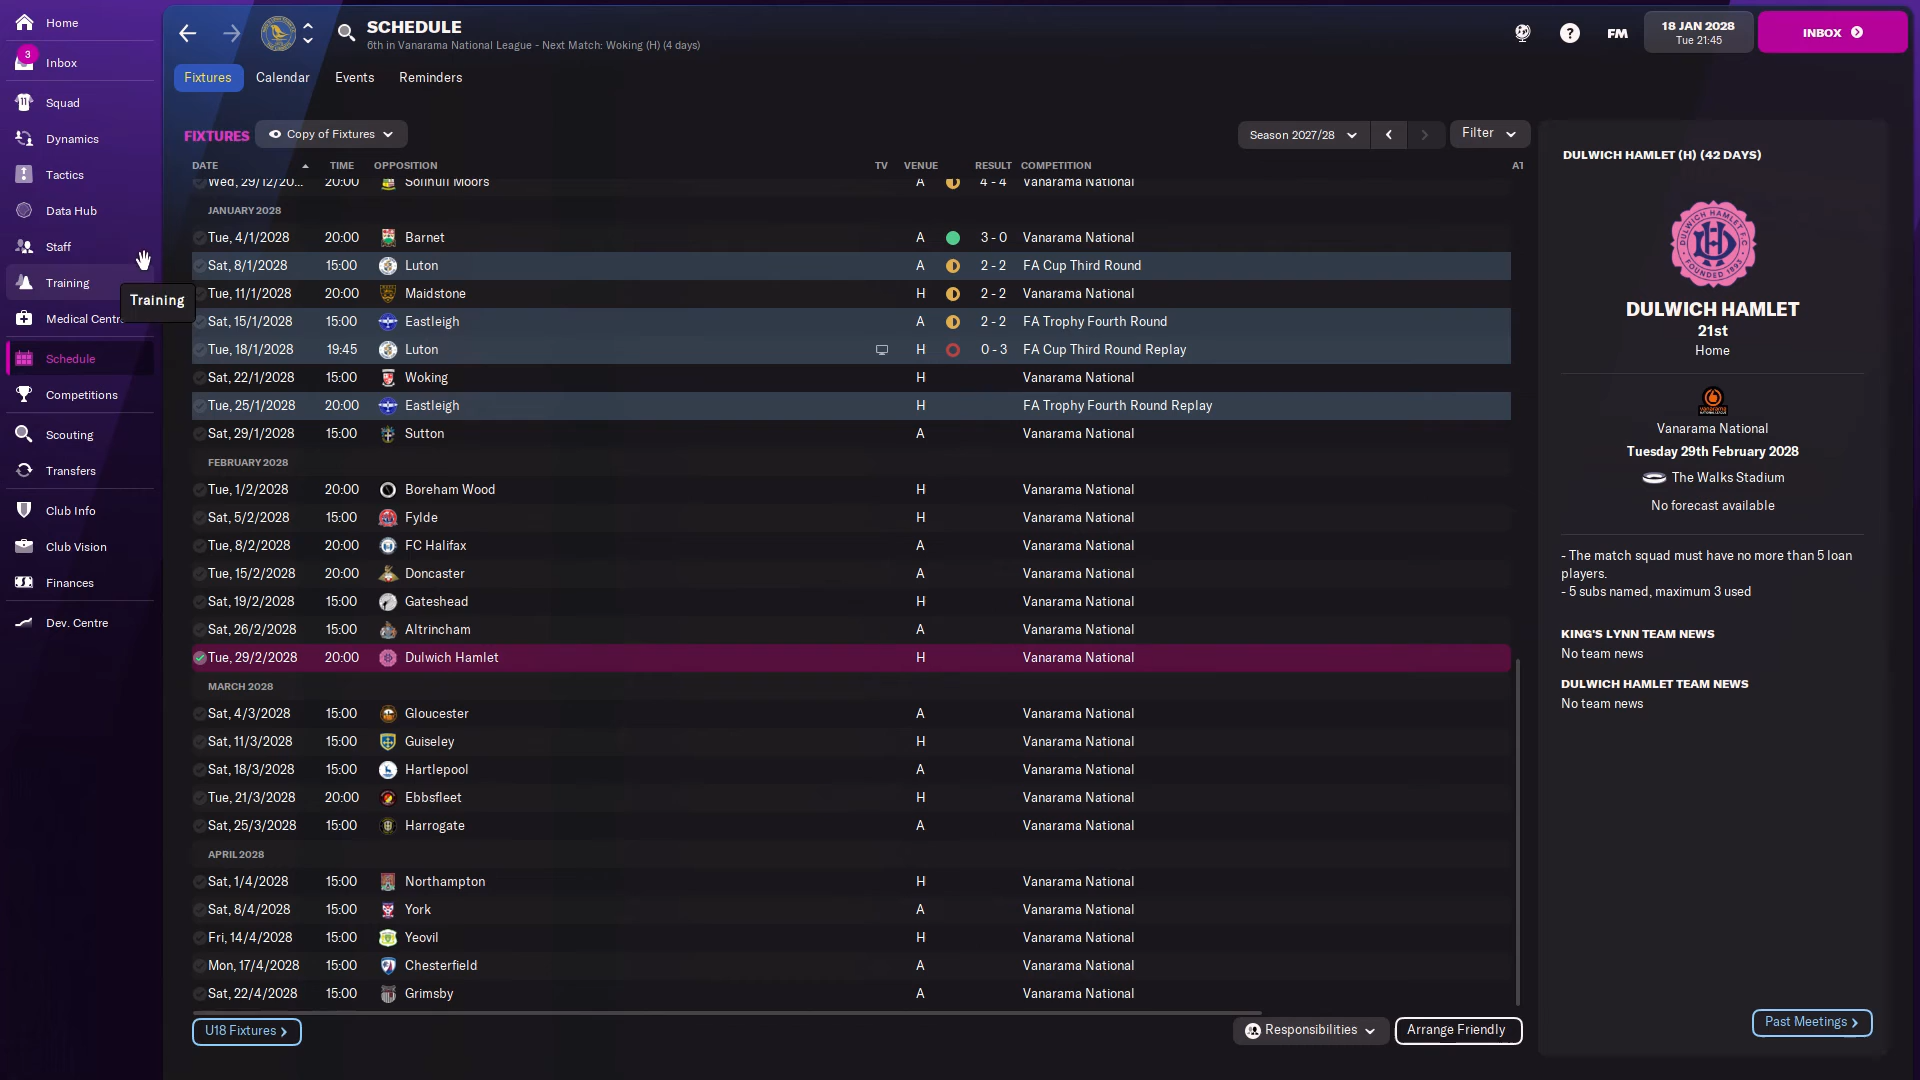 Home
3
Inbox
Squad
Dynamics
Tactics
Data Hub
Staff
Training
Training
Medical Centr
Schedule
Competitions
Scouting
Transfers
Club Info
Club Vision
Finances
Dev. Centre
SCHEDULE
6th in Vanarama National League - Next Match: Woking (H) (4 days)
FM
18 JAN 2028
Tue 21:45
INBOX
Fixtures Calendar Events Reminders
FIXTURES Copy of Fixtures Season 2027/28 Filter
DATE TIME OPPOSITION TV VENUE RESULT COMPETITION AT
Wed, 29/12/20... 20:00 Solihull Moors A 4 - 4 Vanarama National
JANUARY 2028
Tue, 4/1/2028 20:00 Barnet A 3 - 0 Vanarama National
Sat, 8/1/2028 15:00 Luton A 2 - 2 FA Cup Third Round
Tue, 11/1/2028 20:00 Maidstone H 2 - 2 Vanarama National
Sat, 15/1/2028 15:00 Eastleigh A 2 - 2 FA Trophy Fourth Round
Tue, 18/1/2028 19:45 Luton H 0 - 3 FA Cup Third Round Replay
Sat, 22/1/2028 15:00 Woking H Vanarama National
Tue, 25/1/2028 20:00 Eastleigh H FA Trophy Fourth Round Replay
Sat, 29/1/2028 15:00 Sutton A Vanarama National
FEBRUARY 2028
Tue, 1/2/2028 20:00 Boreham Wood H Vanarama National
Sat, 5/2/2028 15:00 Fylde H Vanarama National
Tue, 8/2/2028 20:00 FC Halifax A Vanarama National
Tue, 15/2/2028 20:00 Doncaster A Vanarama National
Sat, 19/2/2028 15:00 Gateshead H Vanarama National
Sat, 26/2/2028 15:00 Altrincham A Vanarama National
Tue, 29/2/2028 20:00 Dulwich Hamlet H Vanarama National
MARCH 2028
Sat, 4/3/2028 15:00 Gloucester A Vanarama National
Sat, 11/3/2028 15:00 Guiseley H Vanarama National
Sat, 18/3/2028 15:00 Hartlepool A Vanarama National
Tue, 21/3/2028 20:00 Ebbsfleet H Vanarama National
Sat, 25/3/2028 15:00 Harrogate A Vanarama National
APRIL 2028
Sat, 1/4/2028 15:00 Northampton H Vanarama National
Sat, 8/4/2028 15:00 York A Vanarama National
Fri, 14/4/2028 15:00 Yeovil H Vanarama National
Mon, 17/4/2028 15:00 Chesterfield A Vanarama National
Sat, 22/4/2028 15:00 Grimsby A Vanarama National
U18 Fixtures Responsibilities Arrange Friendly
DULWICH HAMLET (H) (42 DAYS)
DULWICH HAMLET F.C.
DH
FOUNDED 1893
DULWICH HAMLET
21st
Home
Vanarama National
Tuesday 29th February 2028
The Walks Stadium
No forecast available
- The match squad must have no more than 5 loan
players.
- 5 subs named, maximum 3 used
KING'S LYNN TEAM NEWS
No team news
DULWICH HAMLET TEAM NEWS
No team news
Past Meetings